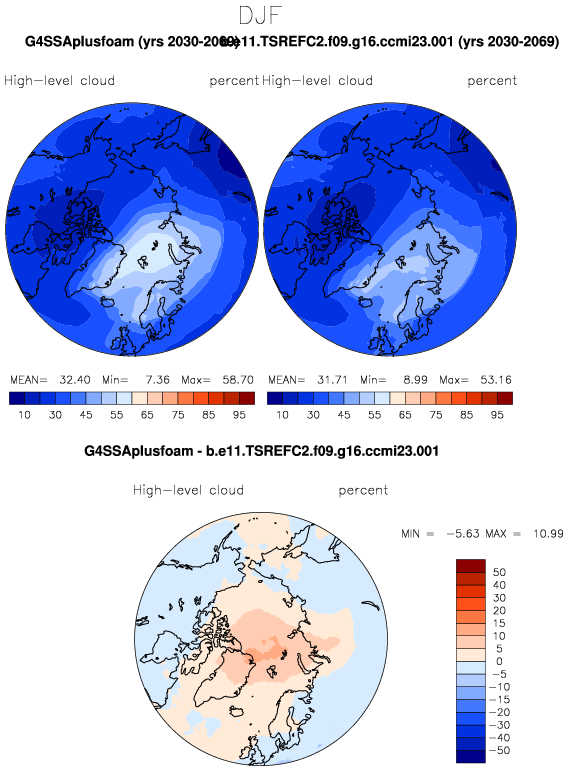 DJF
G4SSAplusfoam (yrs 2030-2069) b.e11.TSREFC2.f09.g16.ccmi23.001 (yrs 2030-2069)
High-level cloud percent High-level cloud percent
MEAN= 32.40 Min= 7.36 Max= 58.70 MEAN= 31.71 Min= 8.99 Max= 53.16
10 30 45 55 65 75 85 95 10 30 45 55 65 75 85 95
G4SSAplusfoam - b.e11.TSREFC2.f09.g16.ccmi23.001
High-level cloud percent
MIN = -5.63 MAX = 10.99
50
40
30
20
15
10
5
0
-5
-10
-15
-20
-30
-40
-50